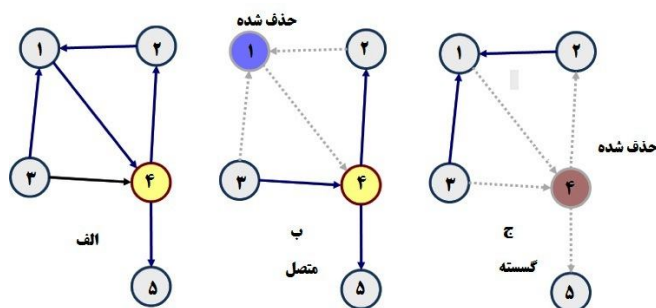 حذف شده
۱
۲
۳
۴
۵
الف
۱
۲
۳
۴
۵
ب
متصل
۱
۲
۳
۴
۵
حذف شده
ج
گسسته